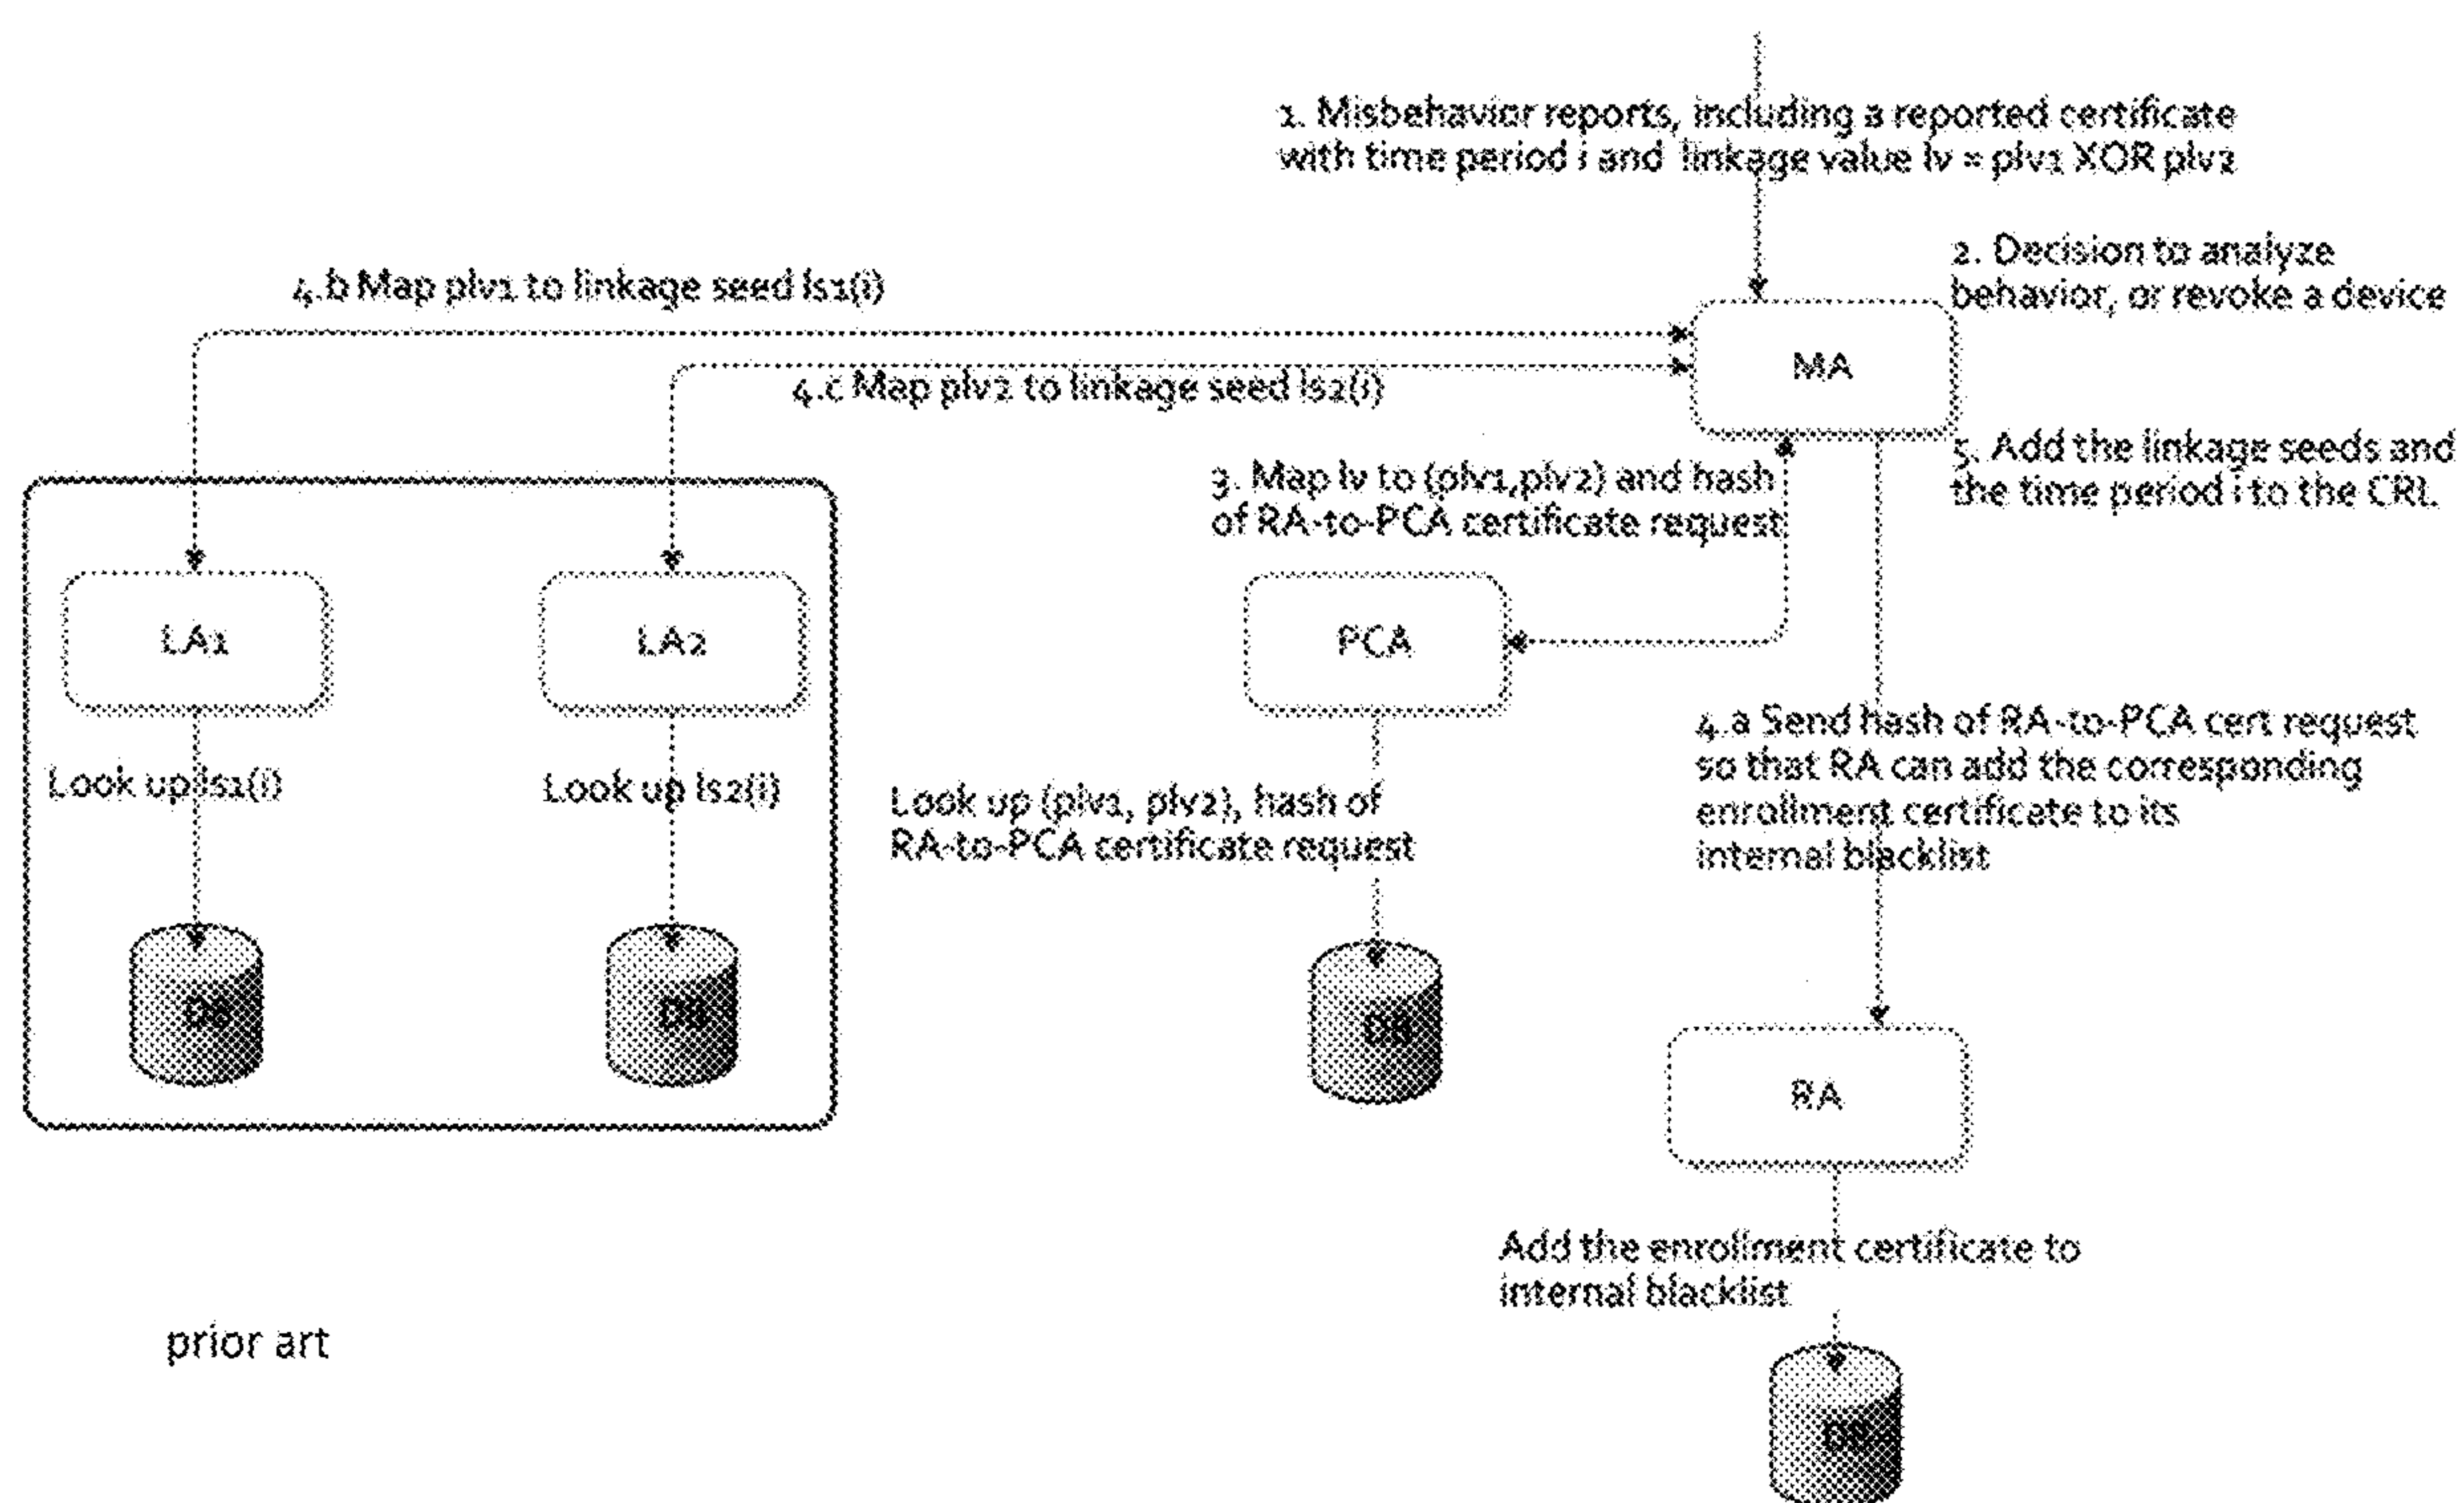 1. Misbehavior reports, including a reported certificate
with time period i and linkage value lv = plv1 XOR plv2
2. Decision to analyze
behavior, or revoke a device
4.b Map plv1 to linkage seed ls1(i)
MA
4.c Map plv2 to linkage seed ls2(i)
5. Add the linkage seeds and
the time period i to the CRL
3. Map lv to (plv1,plv2) and hash
of RA-to-PCA certificate request
LA1
LA2
PCA
4.a Send hash of RA-to-PCA cert request
so that RA can add the corresponding
enrollment certificate to its
internal blacklist
Look up ls1(i)
Look up ls2(i)
Look up (plv1, plv2), hash of
RA-to-PCA certificate request
DB
DB
DB
RA
Add the enrollment certificate to
internal blacklist
prior art
DB